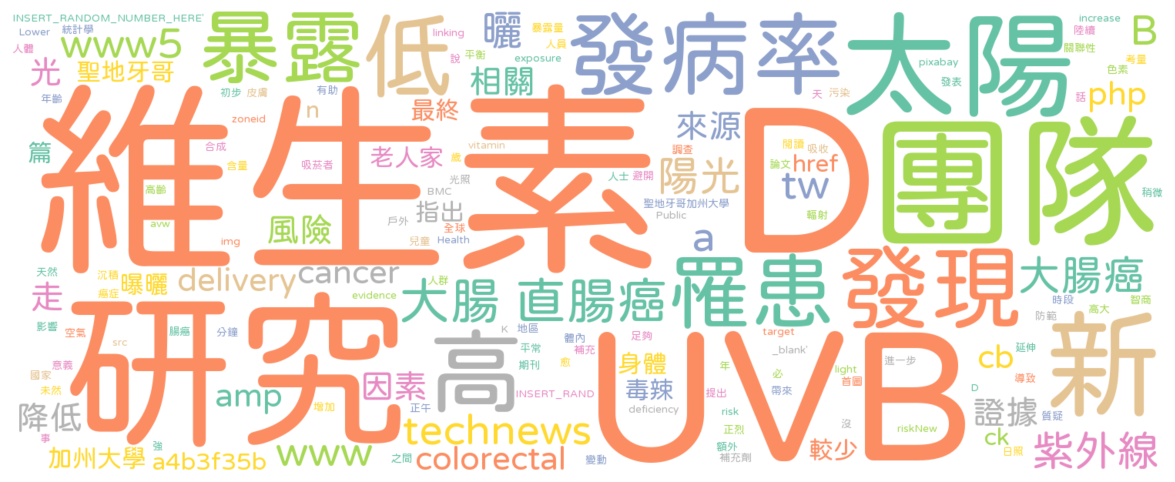 INSERT_RANDOM_NUMBER_HERE'
Lower
統計學
人體
www5
暴露
低
曬
linking
說
平衡
暴露量
人員
exposure
發病率
太陽
陸續
increase
關聯性
B
光
聖地牙哥
初步
皮膚
有助
相關
天
污染
pixabay
發表
考量
色素
話
php
年齡
zoneid
n
最終
來源
維生素
D
團隊
篇
合成
含量
吸菸者
老人家
歲
vitamin
調查
閱讀
吸收
論文
href
陽光
tw
人士
避開
稍微
高齡
光照
BMC
聖地牙哥加州大學
Public
輻射
avw
風險
戶外
指出
全球
兒童
Health
a
img
天然
沉積
癌症
曝曬
delivery
cancer
人群
大腸
直腸癌
罹患
發現
大腸癌
走
evidence
時段
智商
防範
高大
影響
空氣
src
腸癌
分鐘
研究
高
K
地區
平常
期刊
體內
補充
愈
足夠
UVB
target
_blank'
進一步
新
國家
意義
未然
事
強
amp
增加
因素
正午
INSERT_RAND
身體
毒辣
deficiency
年
必
提出
light
帶來
首圖
cb
延伸
導致
D
降低
證據
質疑
technews
risk
正烈
額外
補充劑
沒
riskNew
較少
ck
日照
加州大學
a4b3f35b
www
之間
colorectal
變動
紫外線